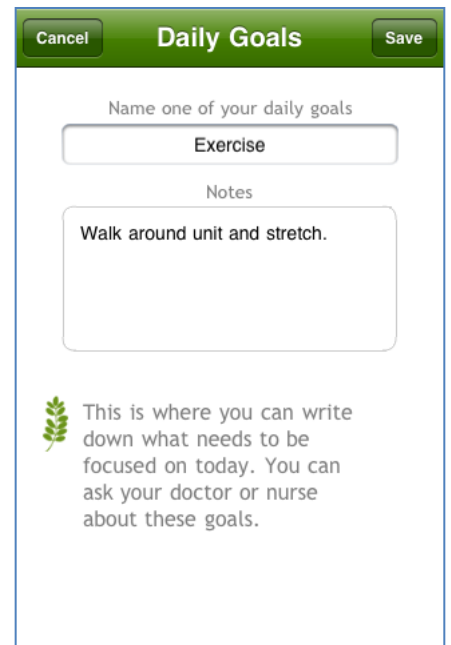 Cancel Daily Goals Save
Name one of your daily goals
Exercise
Notes
Walk around unit and stretch.
This is where you can write
down what needs to be
focused on today. You can
ask your doctor or nurse
about these goals.